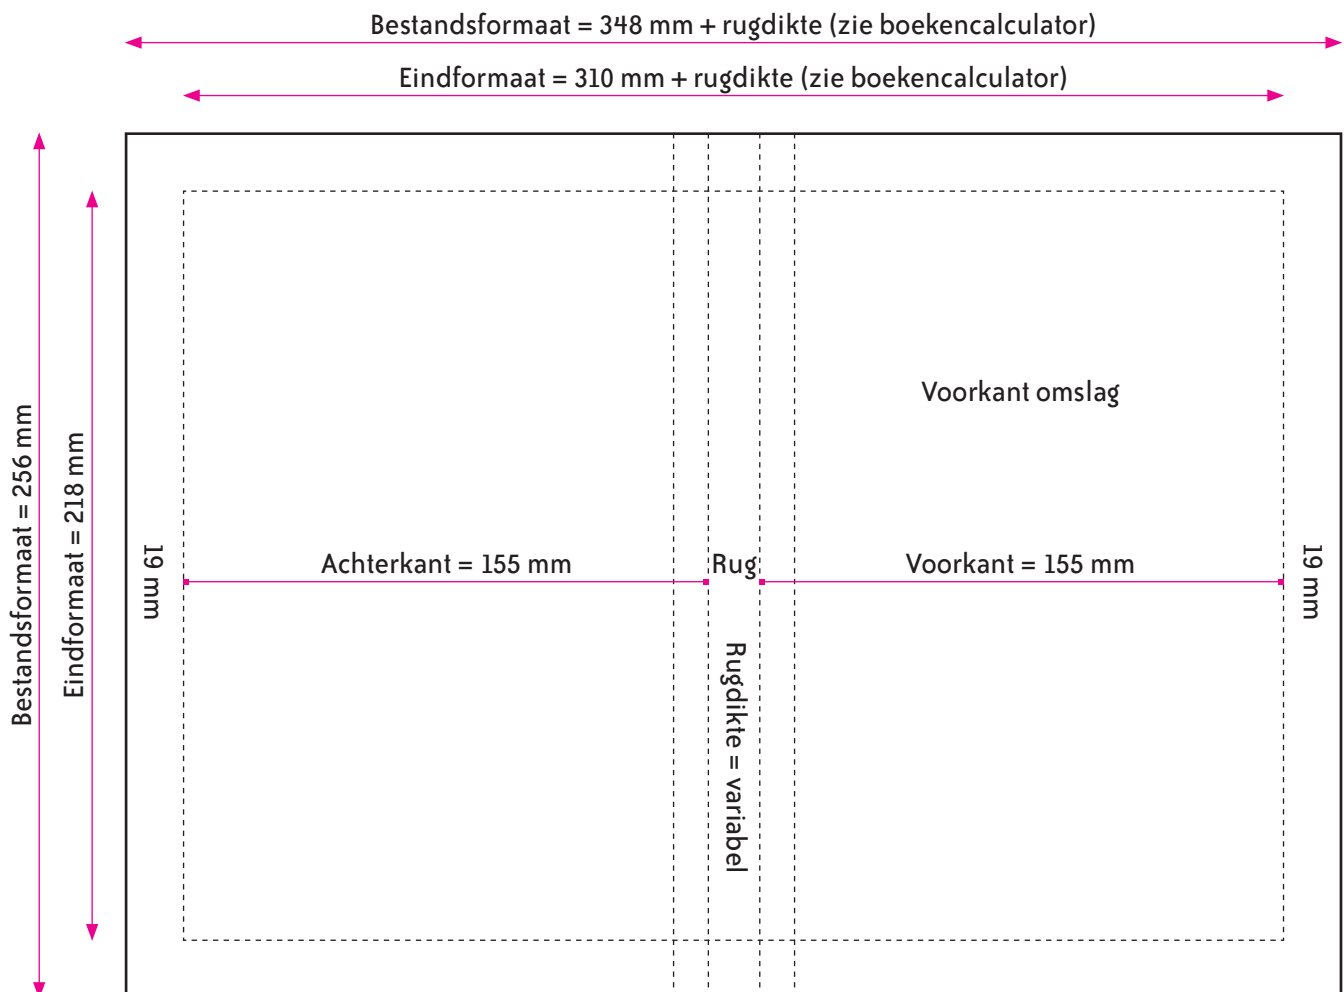 Bestandsformaat = 348 mm + rugdikte (zie boekencalculator)
Eindformaat = 310 mm + rugdikte (zie boekencalculator)
Bestandsformaat = 256 mm
Eindformaat = 218 mm
Voorkant omslag
19 mm
Achterkant = 155 mm
Rug
Voorkant = 155 mm
19 mm
Rugdikte = variabel